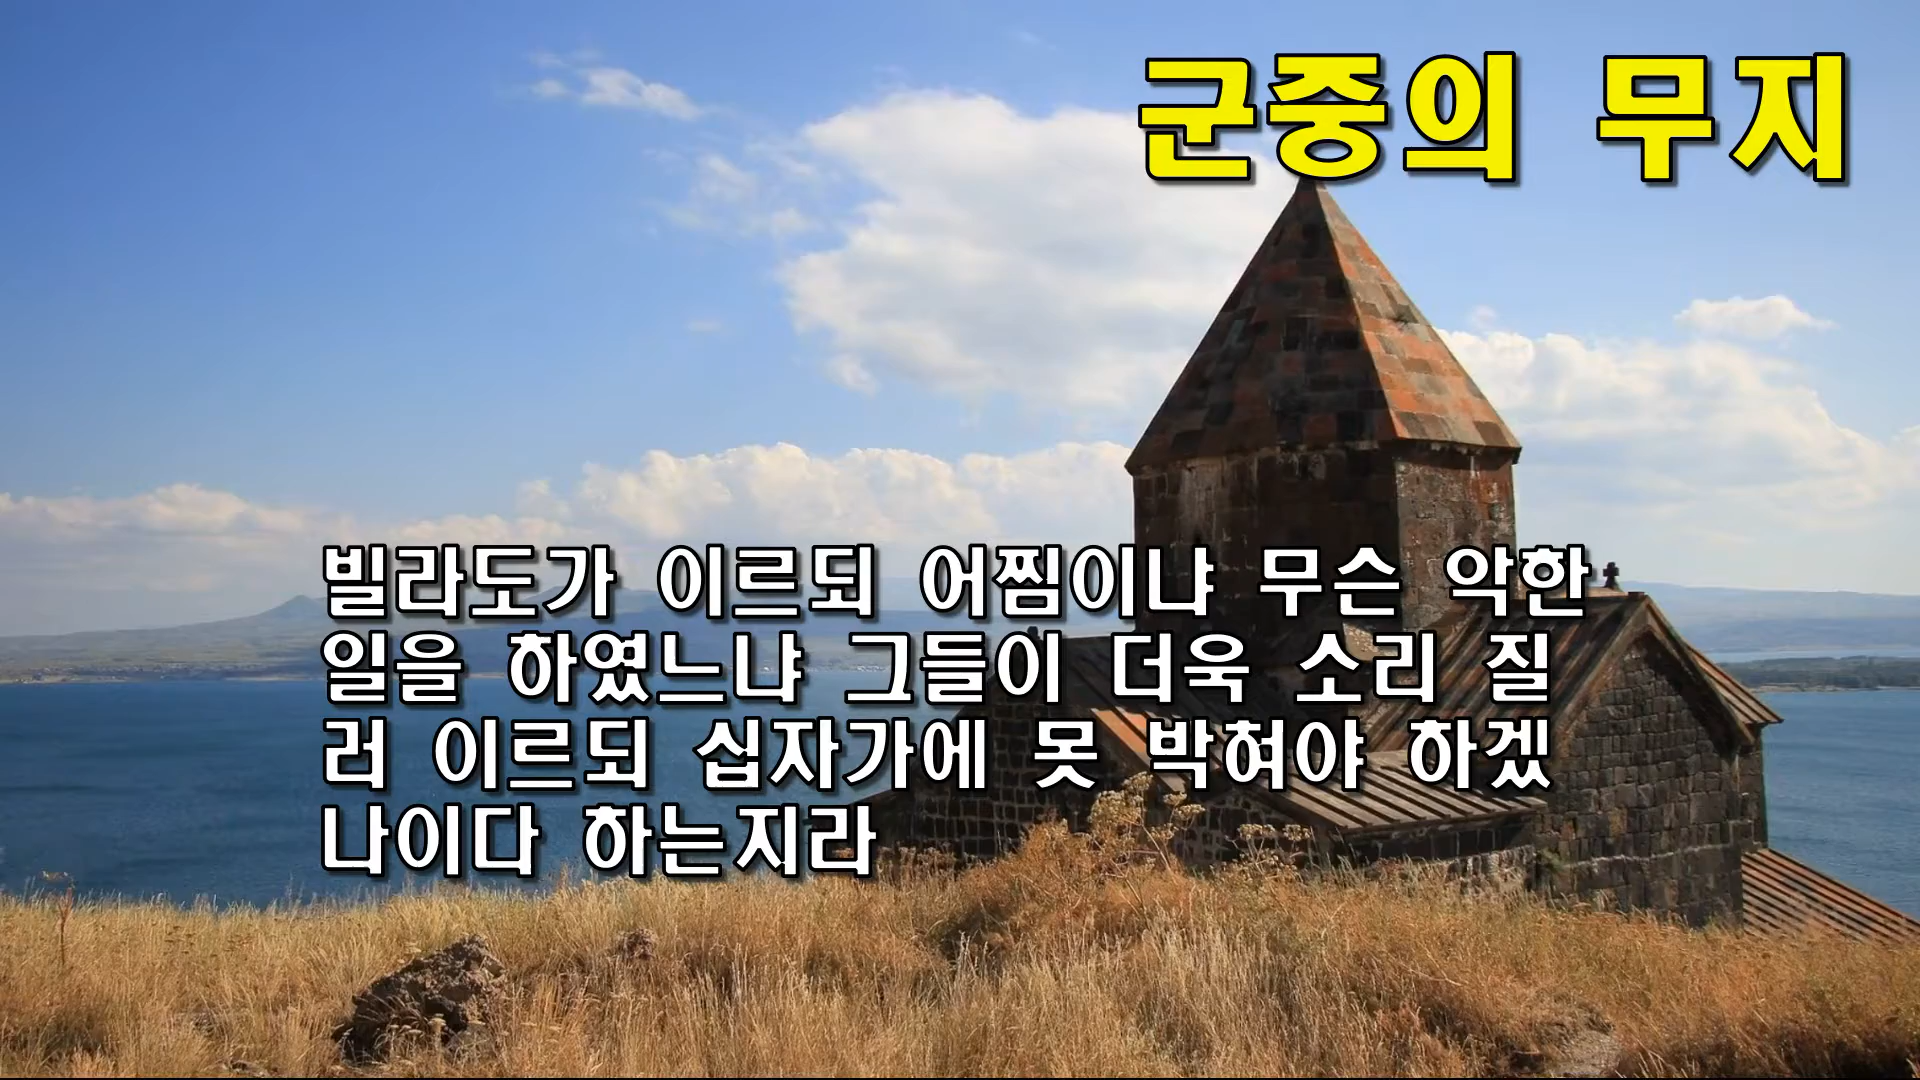 군중의 무지
빌라도가 이르되 어찜이냐 무슨 악한
일을 하였느냐 그들이 더욱 소리 질
러 이르되 십자가에 못 박혀야 하겠
나이다 하는지라